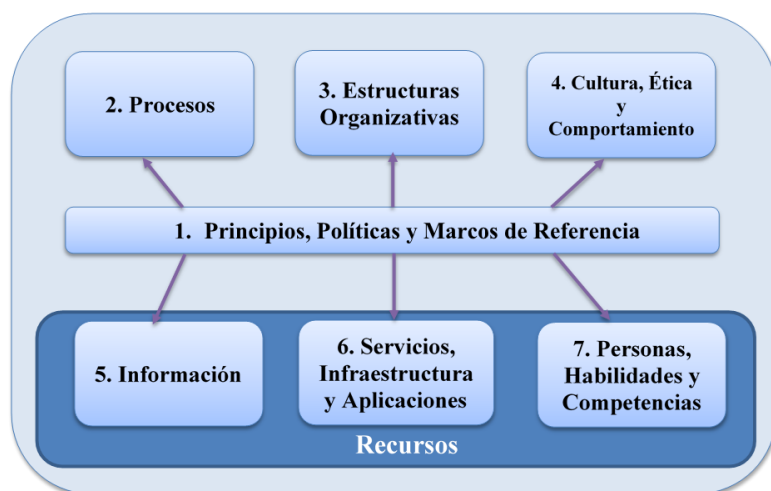 2. Procesos
3. Estructuras
Organizativas
4. Cultura, Ética
y
Comportamiento
1. Principios, Políticas y Marcos de Referencia
5. Información
6. Servicios,
Infraestructura
y Aplicaciones
7. Personas,
Habilidades y
Competencias
Recursos